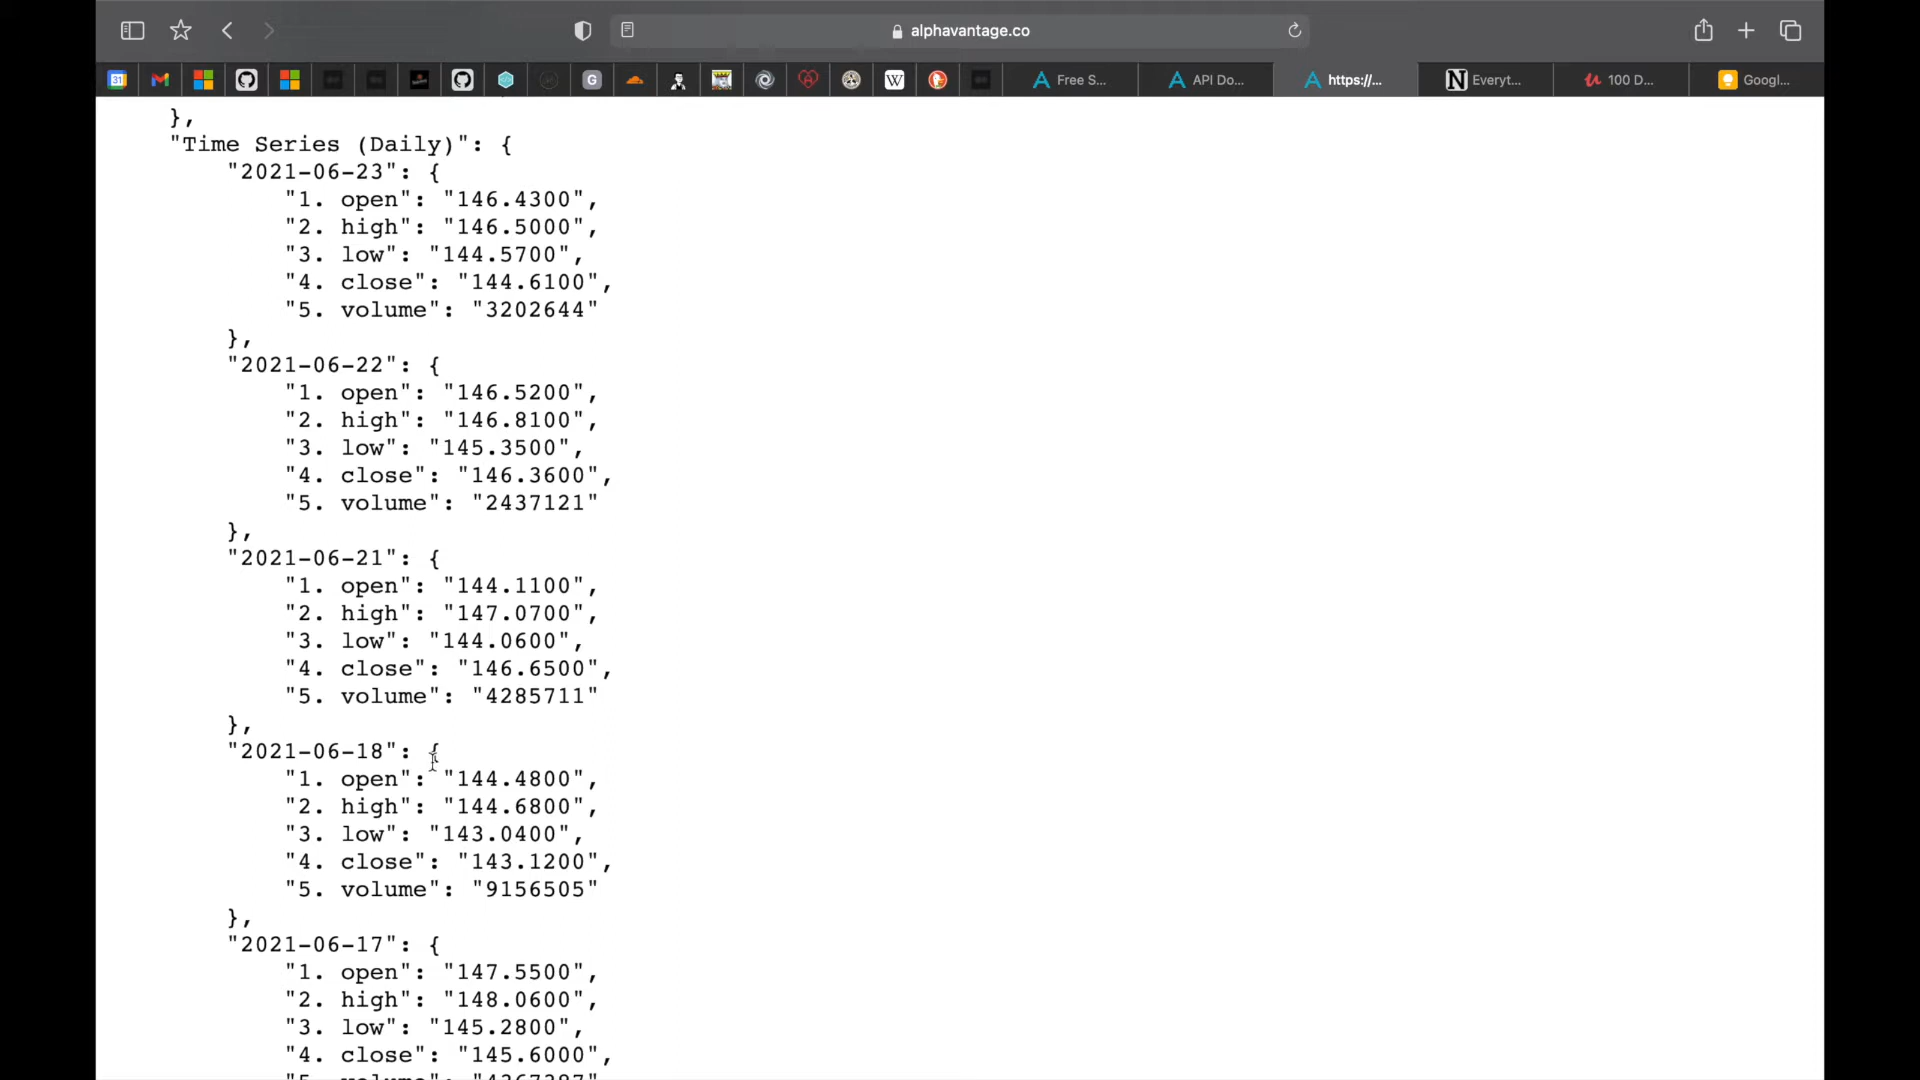 alphavantage.co
31
G
W
Free S...
API Do...
https://...
Everyt...
100 D...
Googl...
},
"Time Series (Daily)": {
"2021-06-23": {
"1. open": "146.4300",
"2. high": "146.5000",
"3. low": "144.5700",
"4. close": "144.6100",
"5. volume": "3202644"
},
"2021-06-22": {
"1. open": "146.5200",
"2. high": "146.8100",
"3. low": "145.3500",
"4. close": "146.3600",
"5. volume": "2437121"
},
"2021-06-21": {
"1. open": "144.1100",
"2. high": "147.0700",
"3. low": "144.0600",
"4. close": "146.6500",
"5. volume": "4285711"
},
"2021-06-18": {
"1. open": "144.4800",
"2. high": "144.6800",
"3. low": "143.0400",
"4. close": "143.1200",
"5. volume": "9156505"
},
"2021-06-17": {
"1. open": "147.5500",
"2. high": "148.0600",
"3. low": "145.2800",
"4. close": "145.6000",
"5. volume": "4367387"